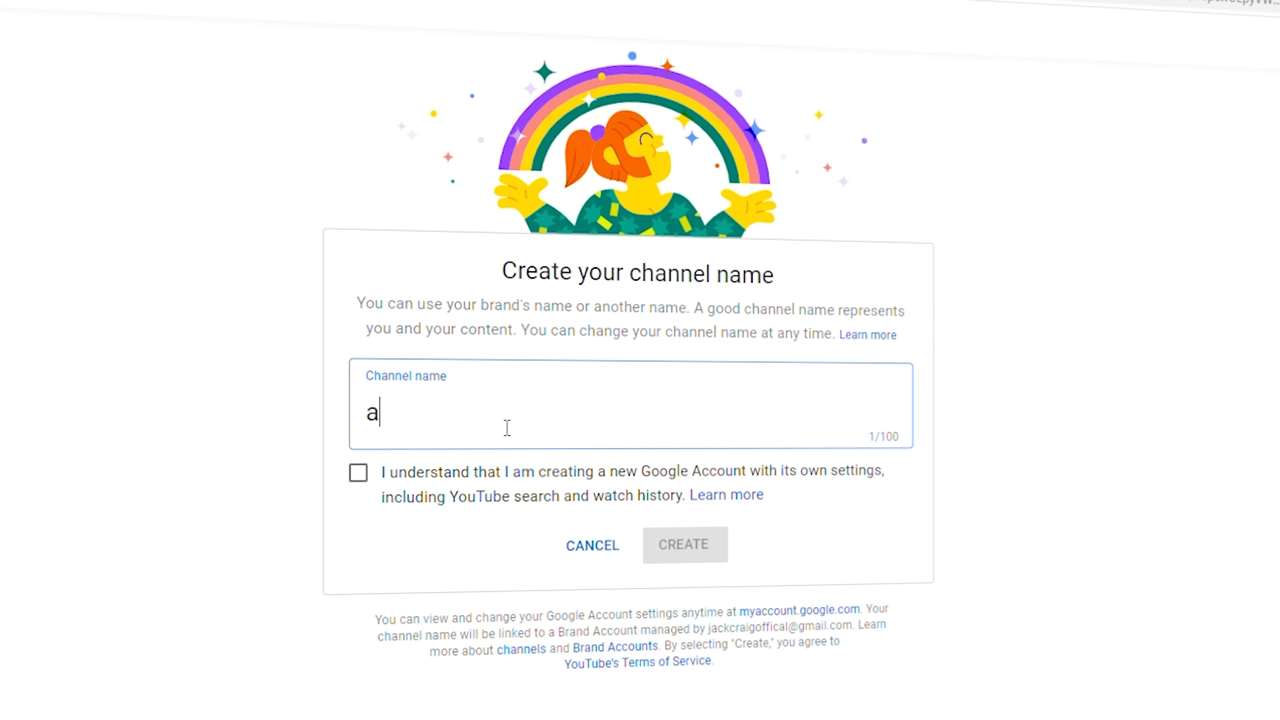 Create your channel name
You can use your brand's name or another name. A good channel name represents
you and your content. You can change your channel name at any time. Learn more
Channel name
a
1/100
I understand that I am creating a new Google Account with its own settings,
including YouTube search and watch history. Learn more
CANCEL CREATE
You can view and change your Google Account settings anytime at myaccount.google.com. Your
channel name will be linked to a Brand Account managed by jackcraigoffical@gmail.com. Learn
more about channels and Brand Accounts. By selecting "Create," you agree to
YouTube's Terms of Service.